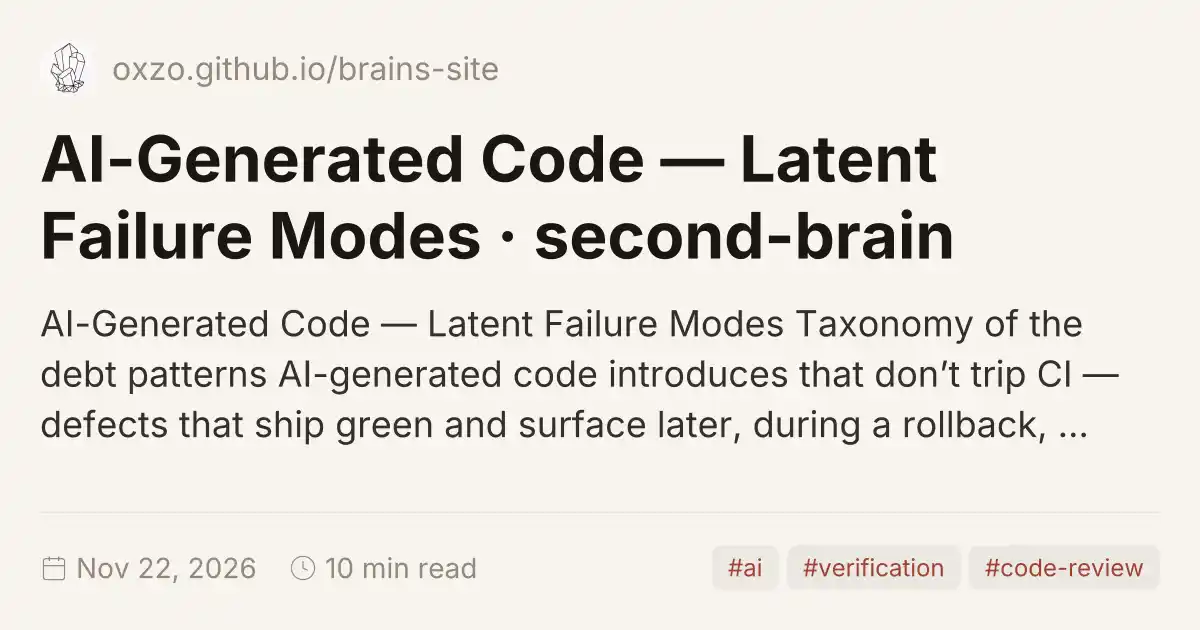 oxzo.github.io/brains-site
AI-Generated Code — Latent
Failure Modes · second-brain
AI-Generated Code — Latent Failure Modes Taxonomy of the
debt patterns AI-generated code introduces that don’t trip CI —
defects that ship green and surface later, during a rollback, ...
Nov 22, 2026 10 min read #ai #verification #code-review